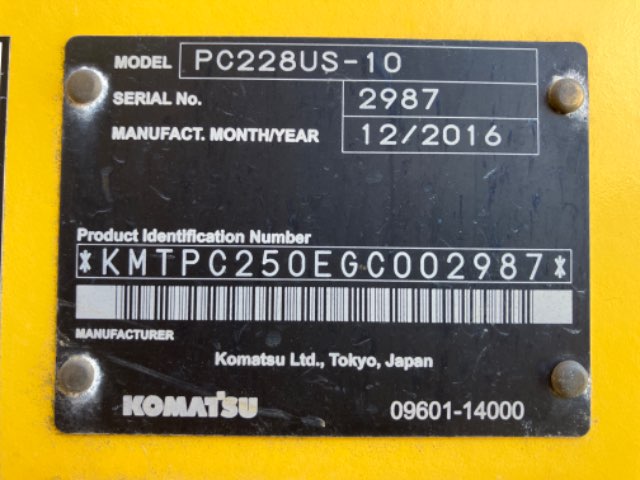 MODEL PC228US-10
SERIAL No. 2987
MANUFACT. MONTH/YEAR 12/2016
Product Identification Number
*KMTPC250EGC002987*
MANUFACTURER
Komatsu Ltd., Tokyo, Japan
KOMATSU 09601-14000